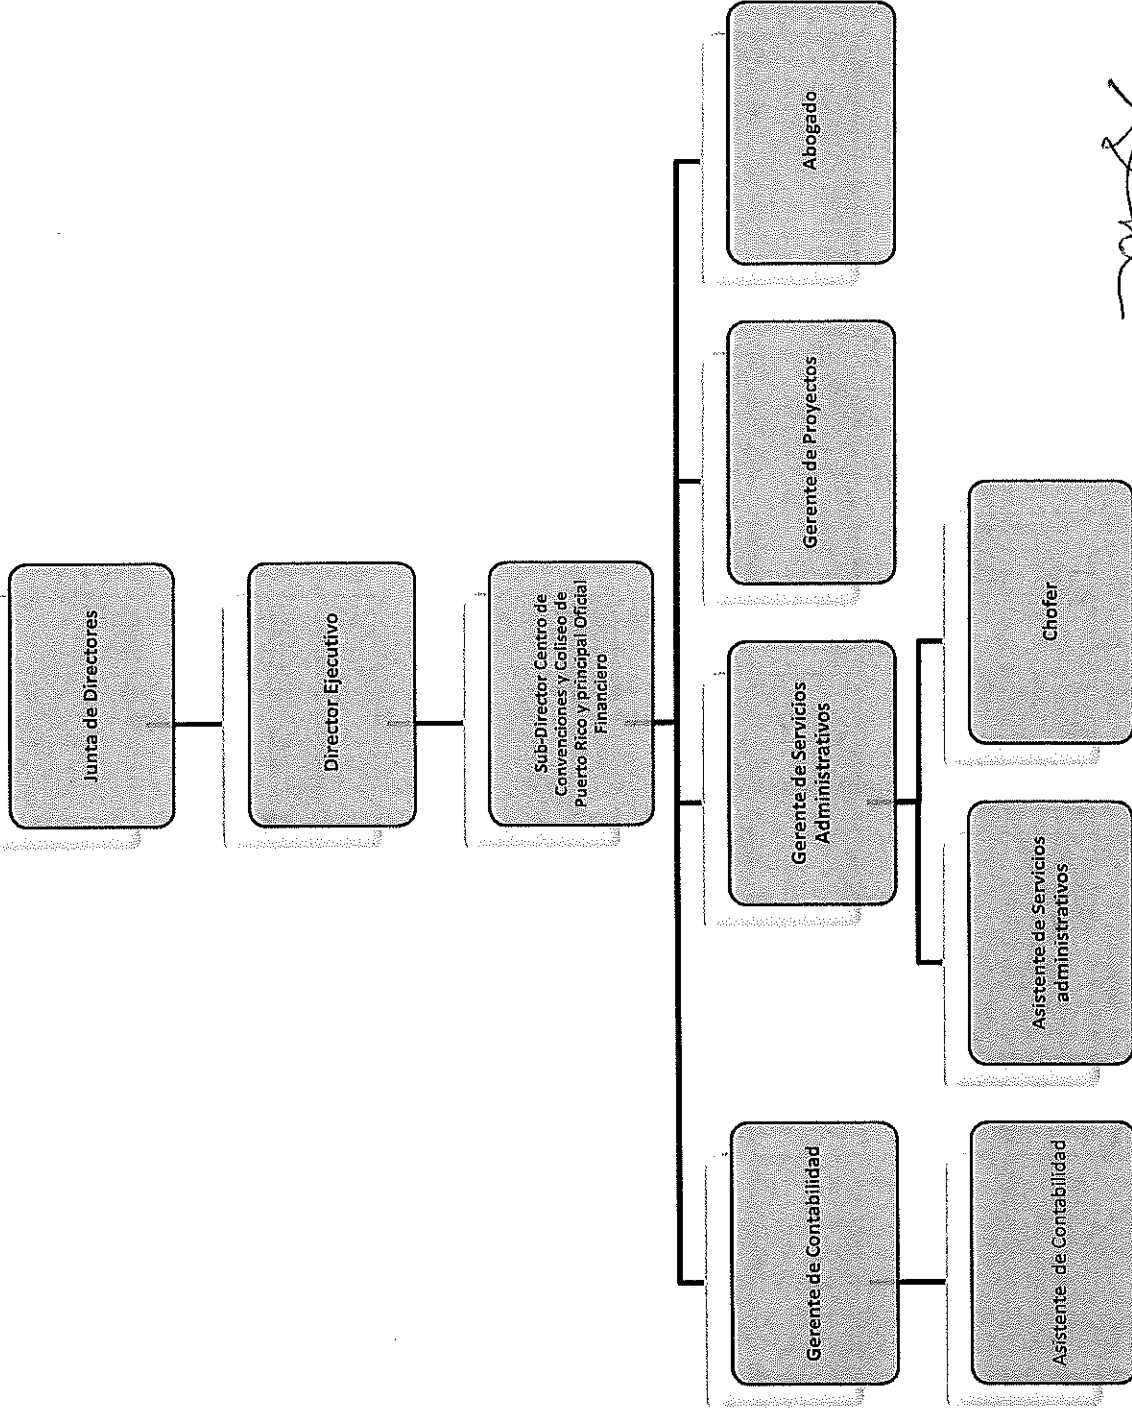 Junta de Directores
Director Ejecutivo
Sub-Director Centro de
Convenciones y Coliseo de
Puerto Rico y principal Oficial
Financiero
Gerente de Contabilidad
Gerente de Servicios
Administrativos
Gerente de Proyectos
Abogado
Asistente de Contabilidad
Asistente de Servicios
administrativos
Chofer